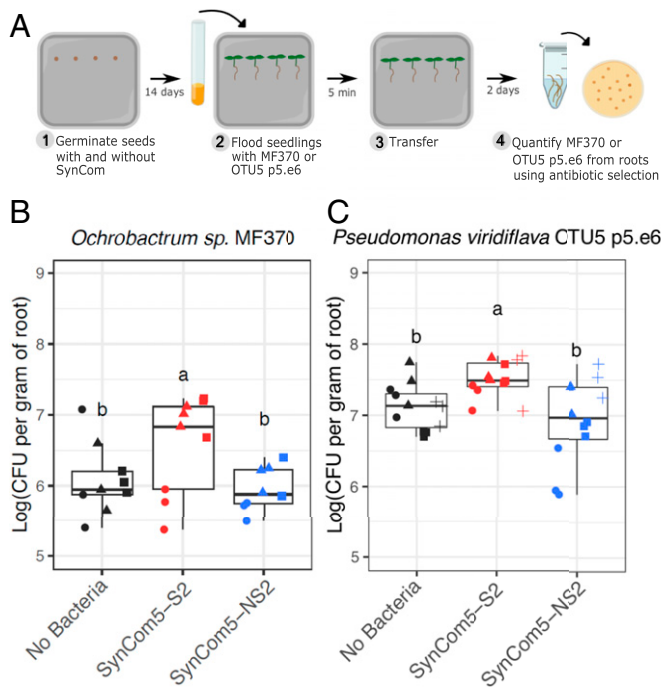 A
14 days
5 min
2 days
1 Germinate seeds
with and without
SynCom
2 Flood seedlings
with MF370 or
OTU5 p5.e6
3 Transfer
4 Quantify MF370 or
OTU5 p5.e6 from roots
using antibiotic selection
B
Ochrobactrum sp. MF370
Log(CFU per gram of root)
9
8
7
6
5
b
a
b
No Bacteria
SynCom5-S2
SynCom5-NS2
C
Pseudomonas viridiflava OTU5 p5.e6
Log(CFU per gram of root)
9
8
7
6
5
b
a
b
No Bacteria
SynCom5-S2
SynCom5-NS2